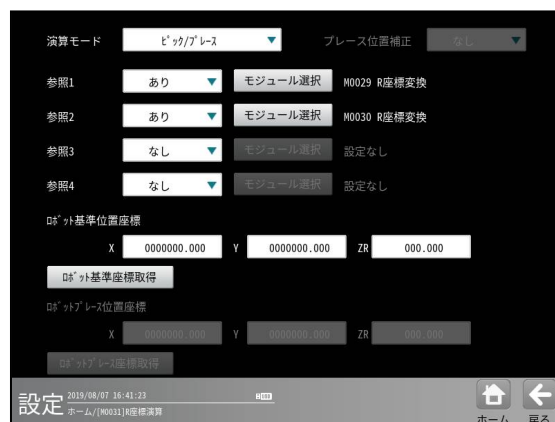 演算モード ﾋﾟｯｸ/ﾌﾟﾚｰｽ プレース位置補正 なし
参照1 あり モジュール選択 M0029 R座標変換
参照2 あり モジュール選択 M0030 R座標変換
参照3 なし モジュール選択 設定なし
参照4 なし モジュール選択 設定なし
ﾛﾎﾞｯﾄ基準位置座標
X 0000000.000 Y 0000000.000 ZR 000.000
ﾛﾎﾞｯﾄ基準座標取得
ﾛﾎﾞｯﾄﾌﾟﾚｰｽ位置座標
X 0000000.000 Y 0000000.000 ZR 000.000
ﾛﾎﾞｯﾄﾌﾟﾚｰｽ座標取得
設定 2019/08/07 16:41:23
ホーム/[M0031]R座標演算
ホーム 戻る